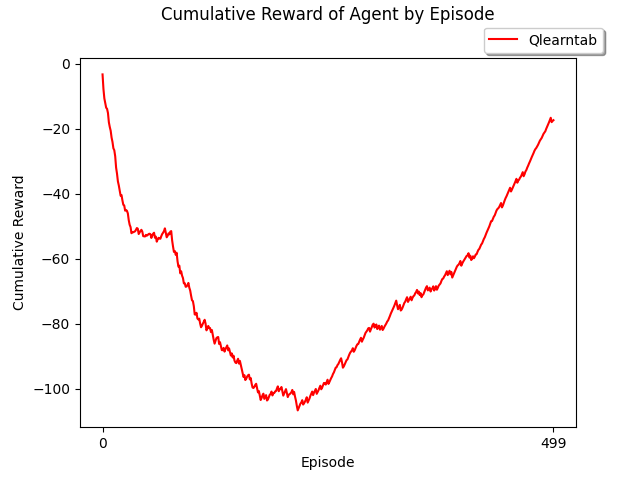 Cumulative Reward of Agent by Episode
Qlearntab
0
−20
−40
−60
−80
−100
Cumulative Reward
0 499
Episode